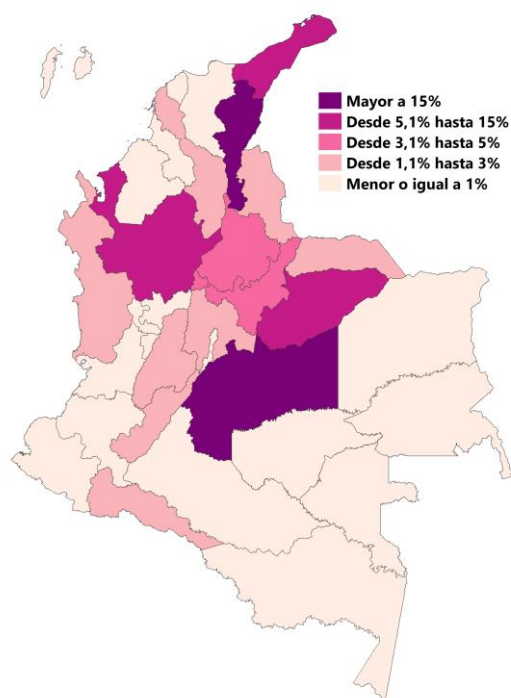 Mayor a 15%
Desde 5,1% hasta 15%
Desde 3,1% hasta 5%
Desde 1,1% hasta 3%
Menor o igual a 1%